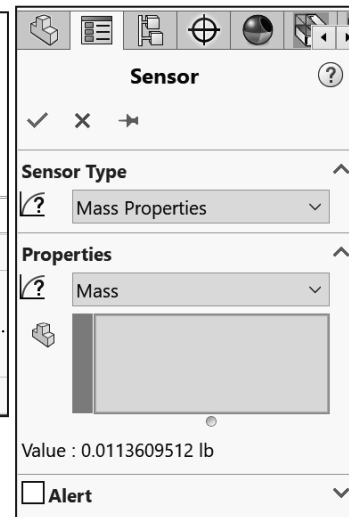 Sensor
?
Sensor Type
?
Mass Properties
Properties
?
Mass
Value : 0.0113609512 lb
Alert